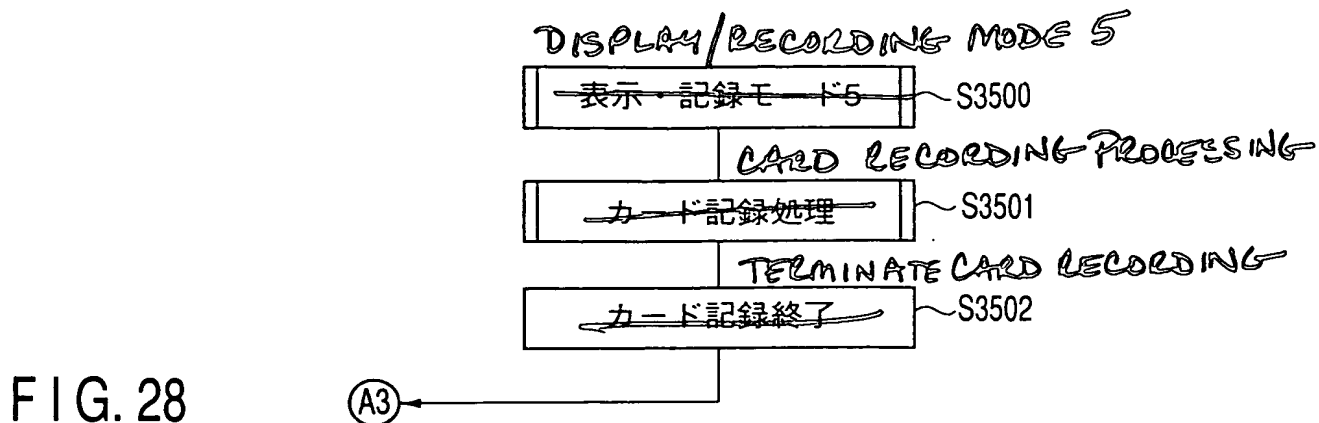 DISPLAY/RECORDING MODE 5
表示・記録モード5 S3500
CARD RECORDING PROCESSING
カード記録処理 S3501
TERMINATE CARD RECORDING
カード記録終了 S3502
FIG. 28 A3